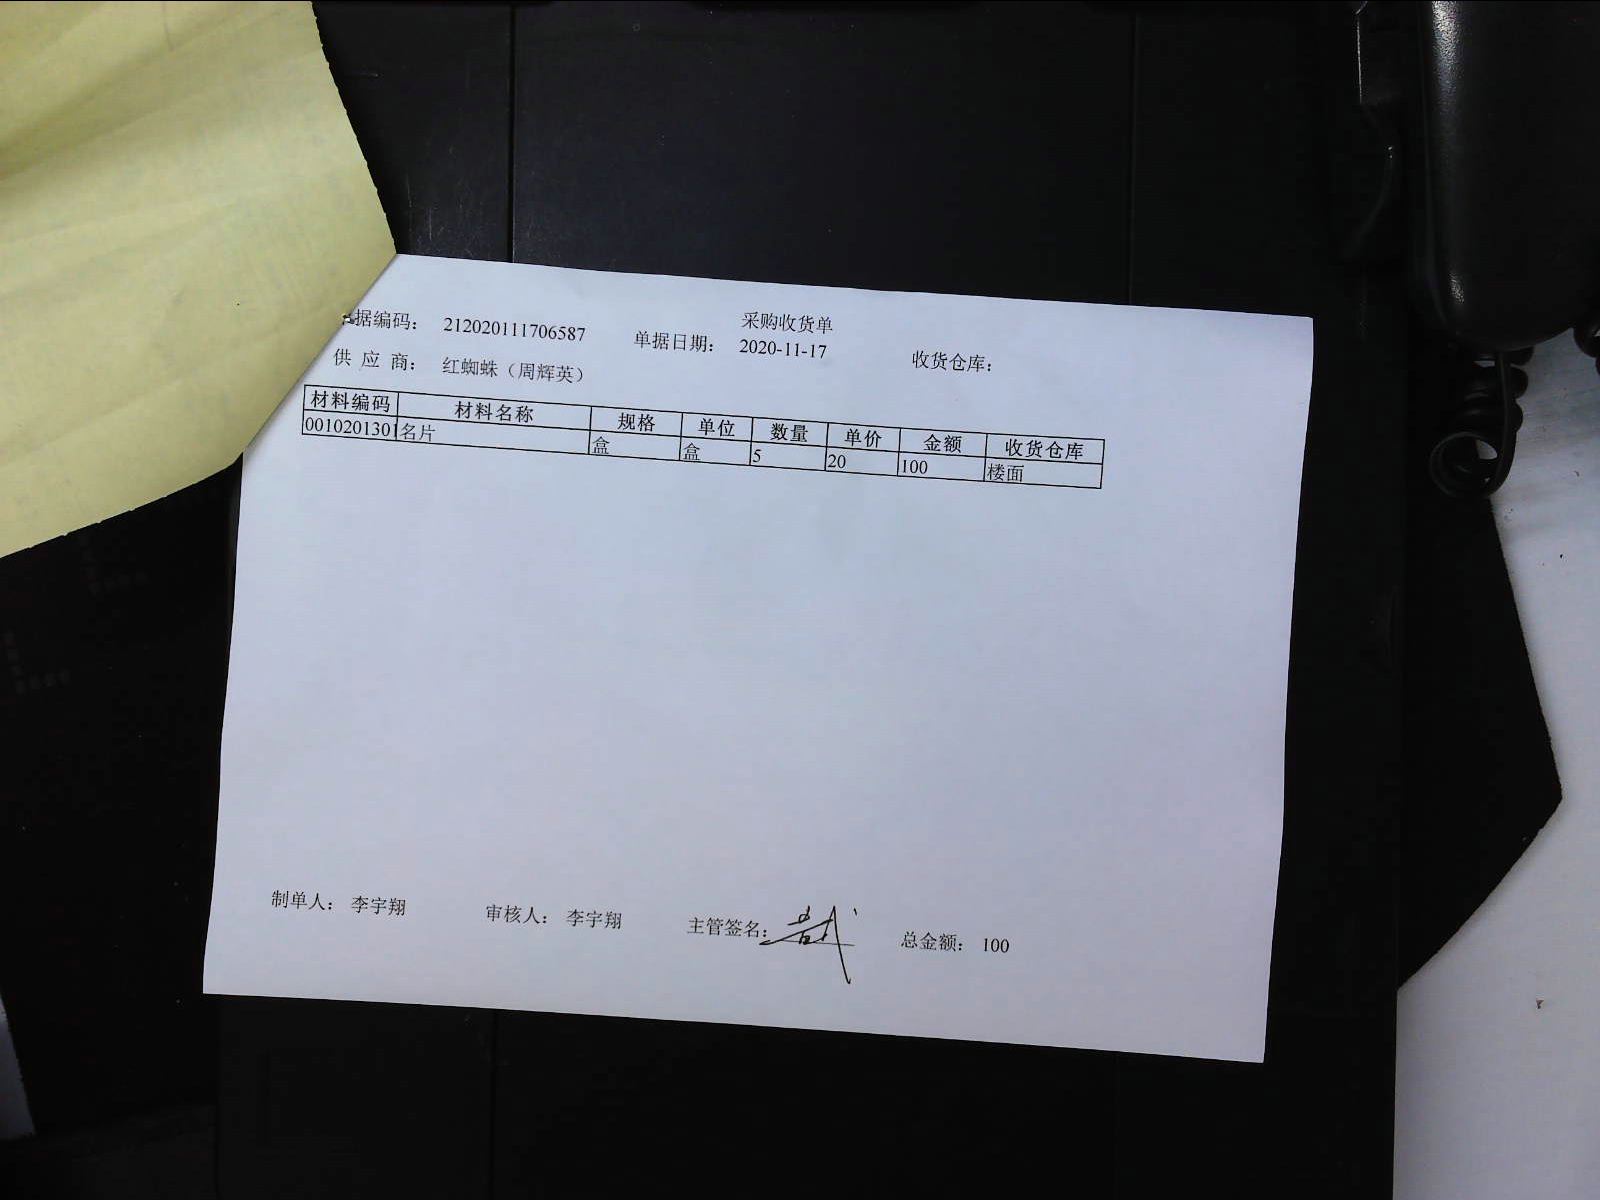 采购收货单
据编码： 212020111706587 单据日期： 2020-11-17 收货仓库：
供 应 商： 红蜘蛛（周辉英）
材料编码 材料名称 规格 单位 数量 单价 金额 收货仓库
0010201301 名片 盒 盒 5 20 100 楼面
制单人： 李宇翔 审核人： 李宇翔 主管签名： 总金额： 100